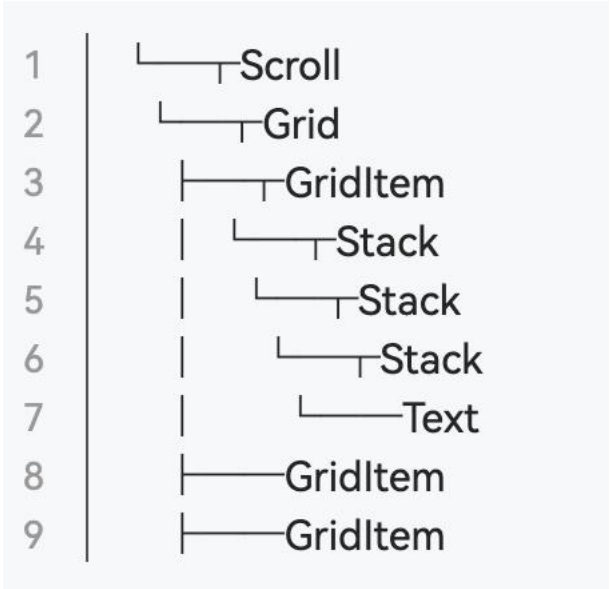 1 └───┬─Scroll
2 └───┬─Grid
3 ├───┬─GridItem
4 │ └───┬─Stack
5 │ └───┬─Stack
6 │ └───┬─Stack
7 │ └─────Text
8 ├─────GridItem
9 ├─────GridItem